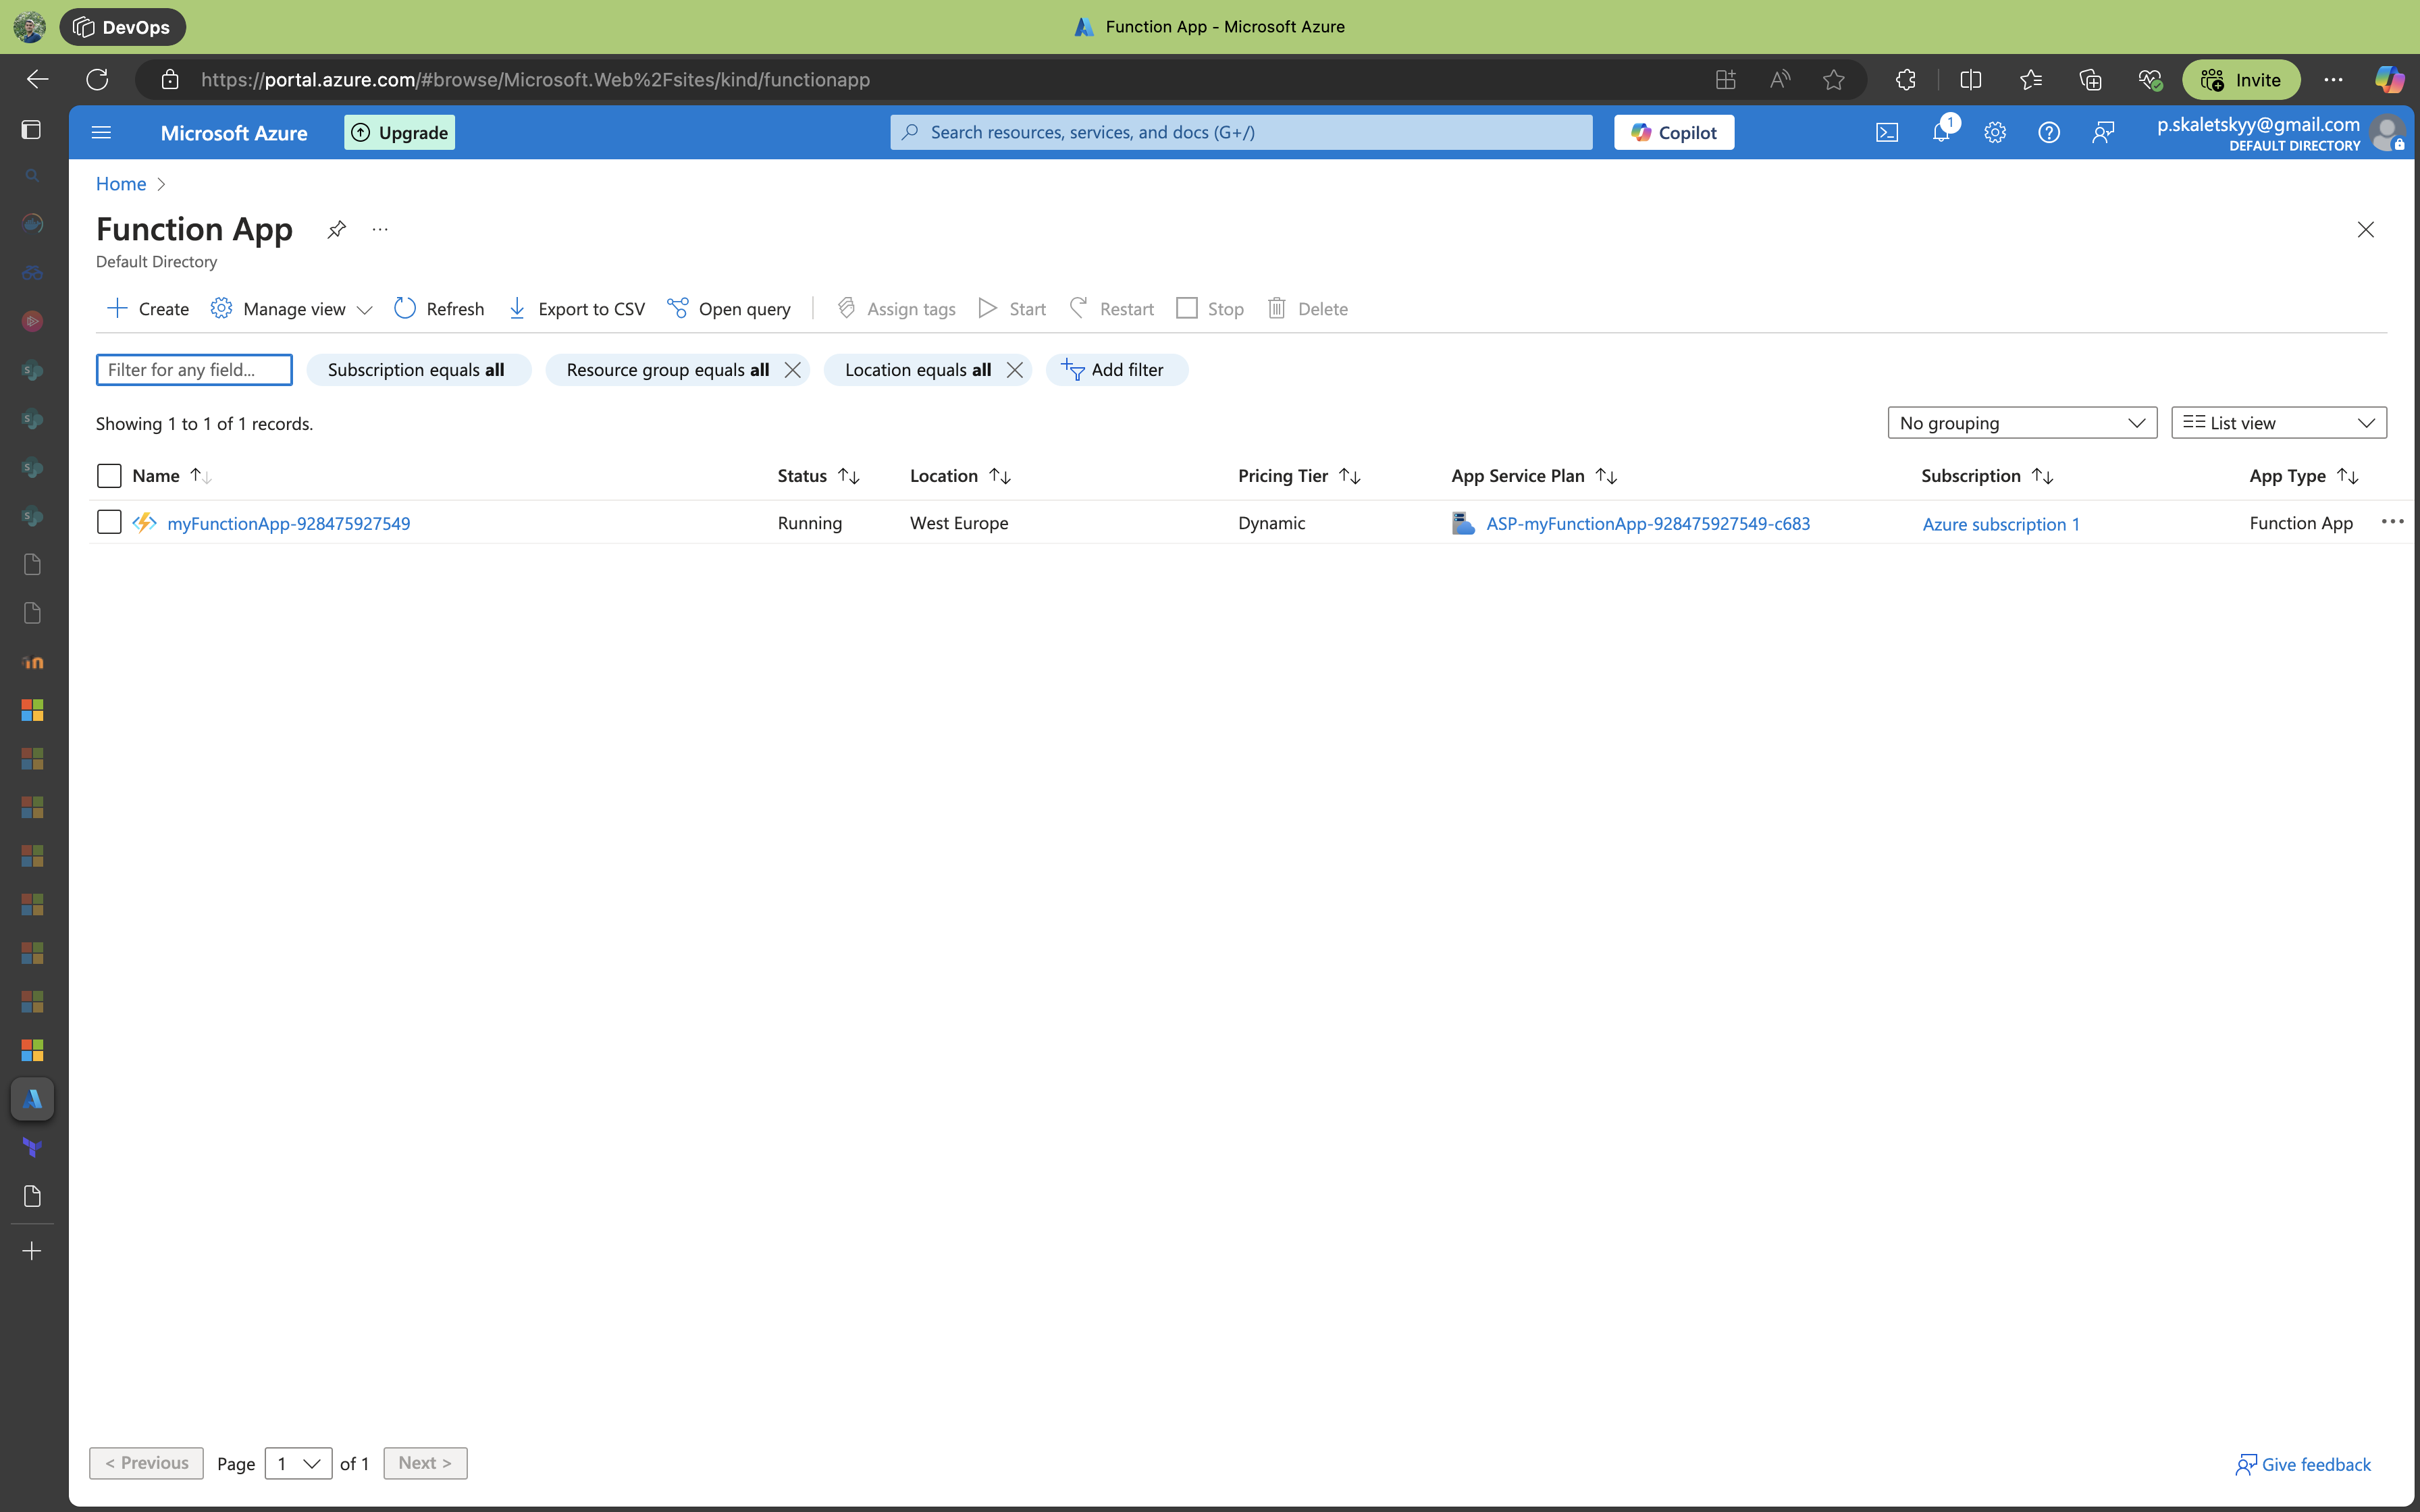 DevOps
Function App - Microsoft Azure
https://portal.azure.com/#browse/Microsoft.Web%2Fsites/kind/functionapp
Invite
Microsoft Azure
Upgrade
Search resources, services, and docs (G+/)
Copilot
1
p.skaletskyy@gmail.com
DEFAULT DIRECTORY
Home
Function App
Default Directory
Create
Manage view
Refresh
Export to CSV
Open query
Assign tags
Start
Restart
Stop
Delete
Filter for any field...
Subscription equals all
Resource group equals all
Location equals all
Add filter
Showing 1 to 1 of 1 records.
No grouping
List view
Name
Status
Location
Pricing Tier
App Service Plan
Subscription
App Type
myFunctionApp-928475927549
Running
West Europe
Dynamic
ASP-myFunctionApp-928475927549-c683
Azure subscription 1
Function App
< Previous
Page
1
of 1
Next >
Give feedback